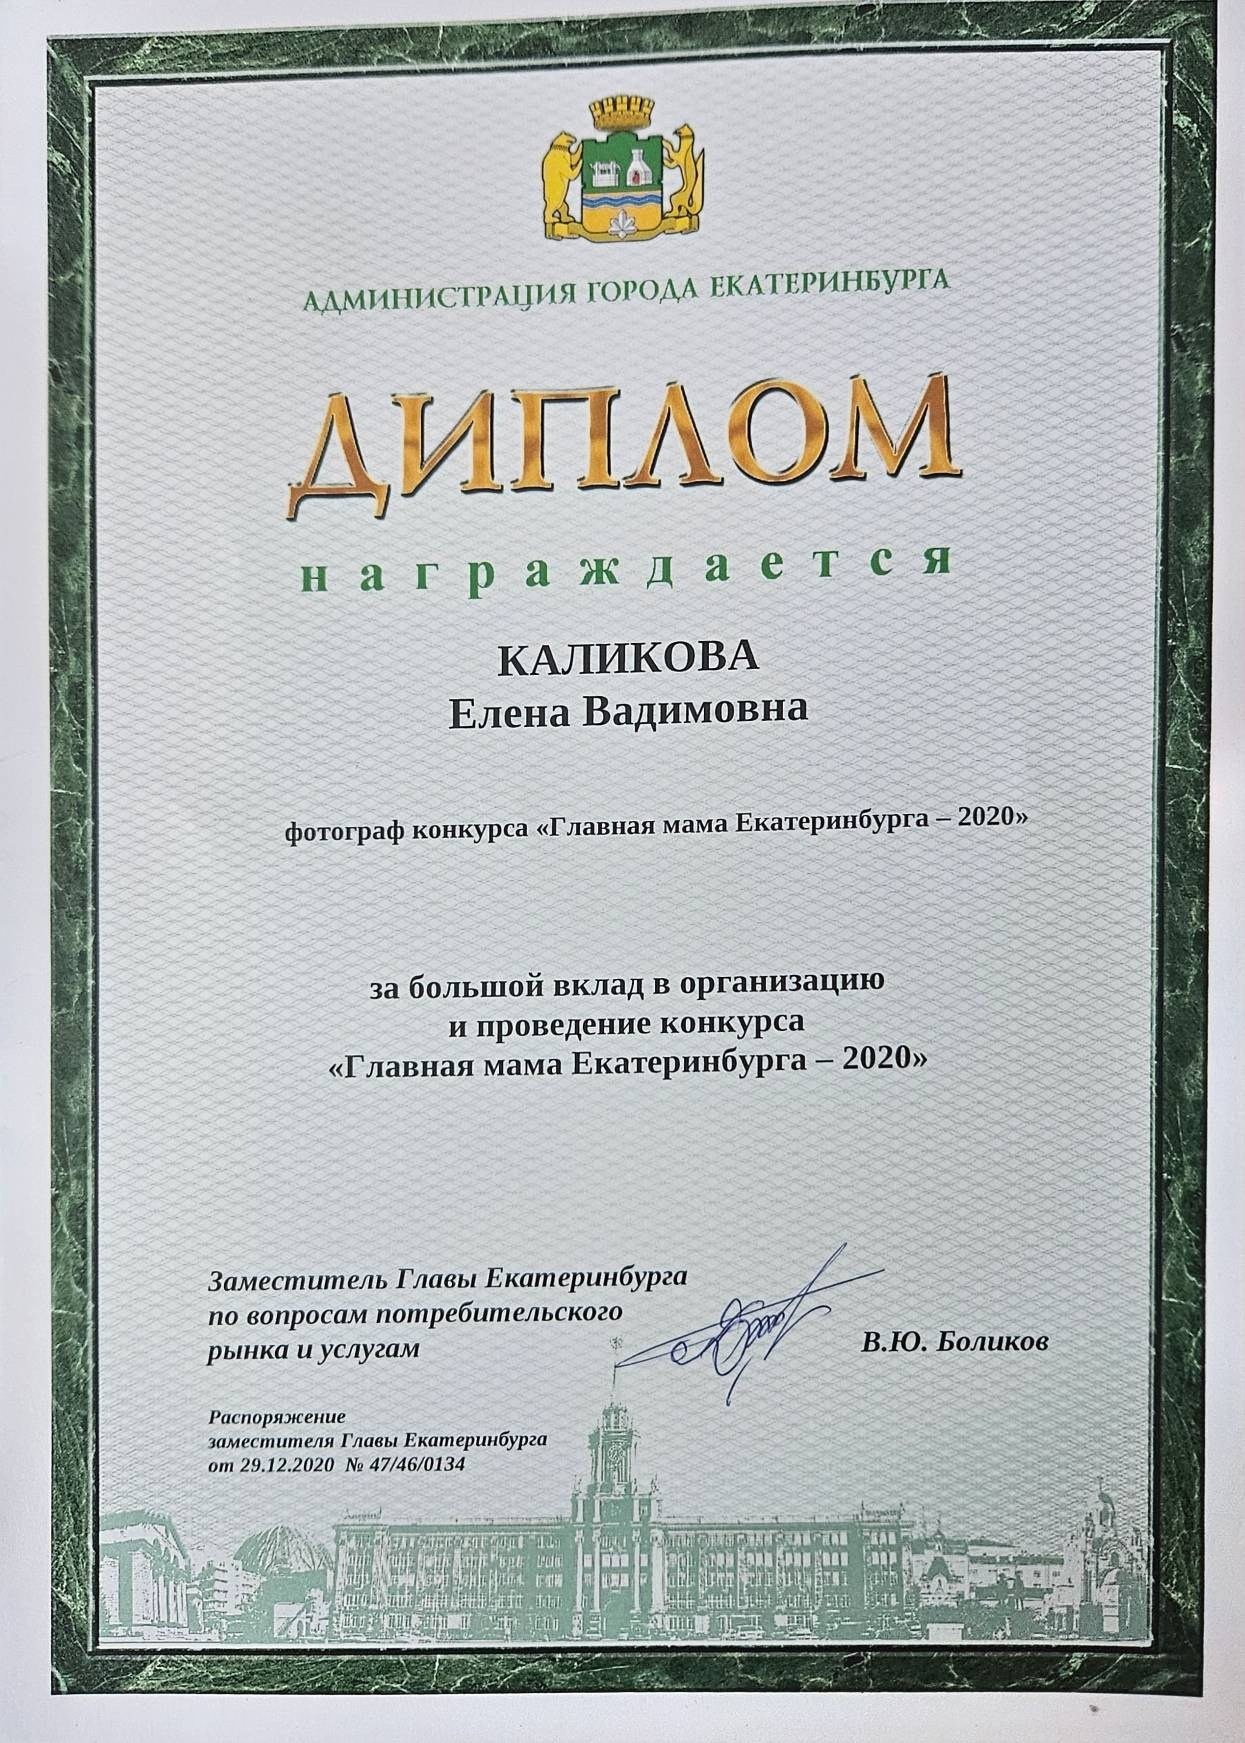 АДМИНИСТРАЦИЯ ГОРОДА ЕКАТЕРИНБУРГА
ДИПЛОМ
награждается
КАЛИКОВА
Елена Вадимовна
фотограф конкурса «Главная мама Екатеринбурга – 2020»
за большой вклад в организацию
и проведение конкурса
«Главная мама Екатеринбурга – 2020»
Заместитель Главы Екатеринбурга
по вопросам потребительского
рынка и услугам
В.Ю. Боликов
Распоряжение
заместителя Главы Екатеринбурга
от 29.12.2020 № 47/46/0134